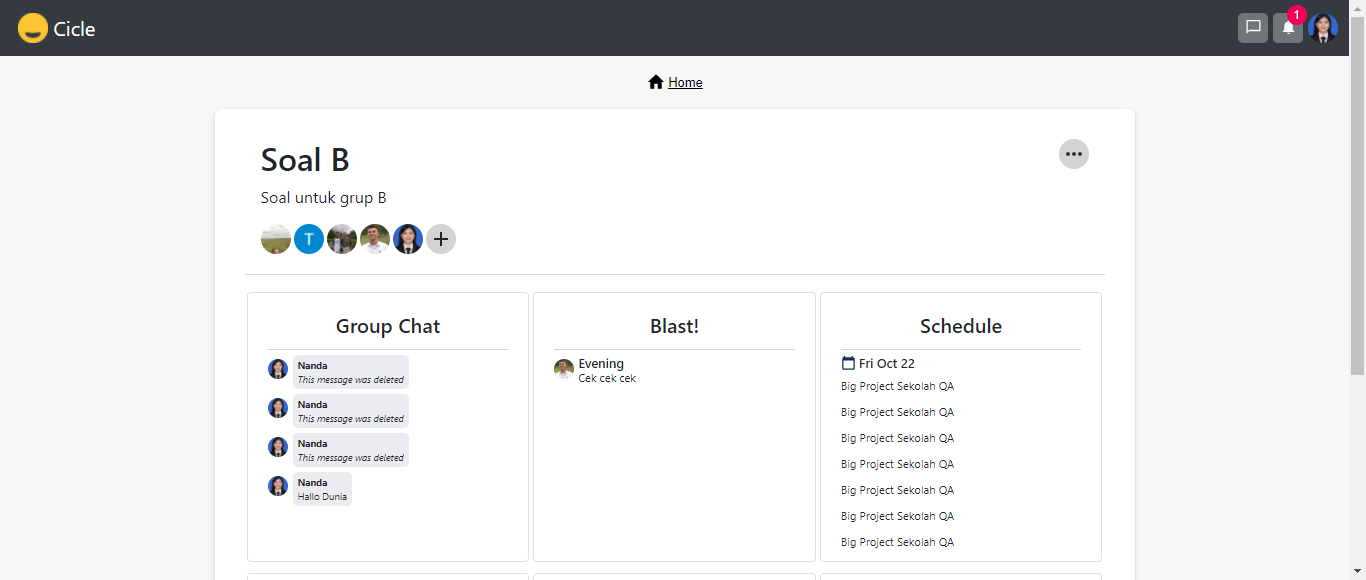 Cicle
1
Home
Soal B
Soal untuk grup B
T
Group Chat
Nanda
This message was deleted
Nanda
This message was deleted
Nanda
This message was deleted
Nanda
Hallo Dunia
Blast!
Evening
Cek cek cek
Schedule
Fri Oct 22
Big Project Sekolah QA
Big Project Sekolah QA
Big Project Sekolah QA
Big Project Sekolah QA
Big Project Sekolah QA
Big Project Sekolah QA
Big Project Sekolah QA